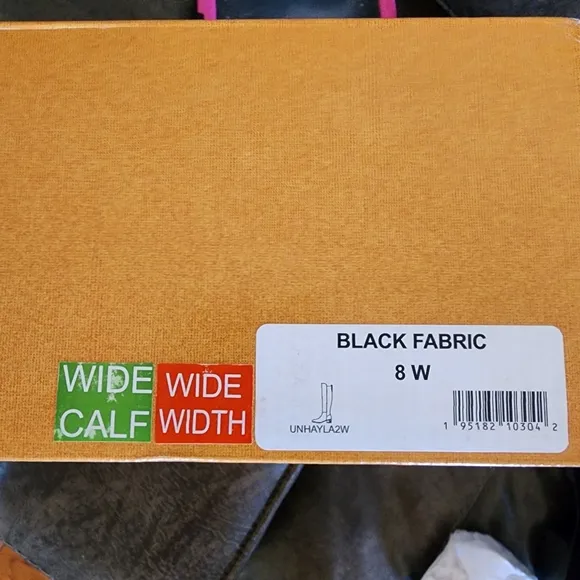 WIDE
CALF
WIDE
WIDTH
BLACK FABRIC
8 W
UNHAYLA2W
1 95182 10304 2